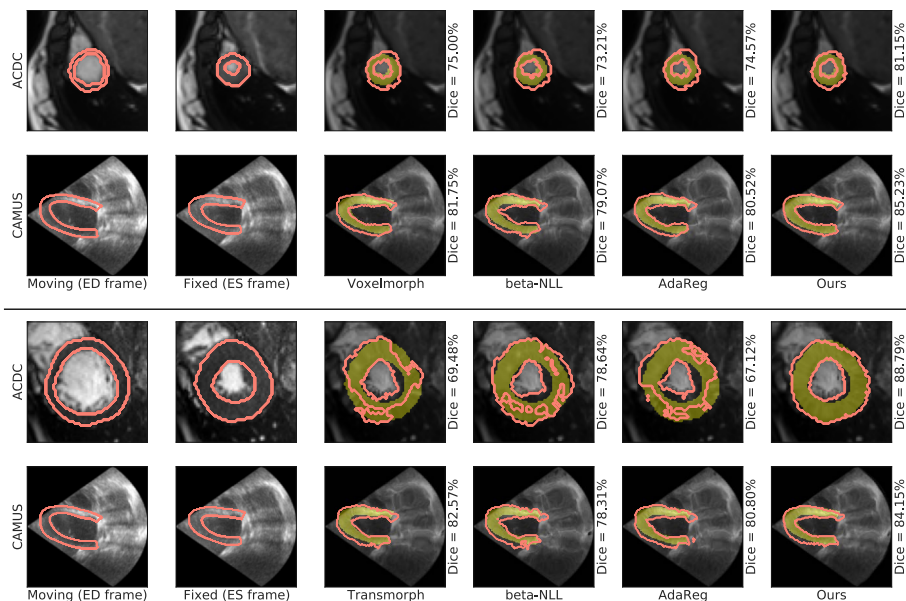 ACDC
Dice = 75.00%
Dice = 73.21%
Dice = 74.57%
Dice = 81.15%
CAMUS
Dice = 81.75%
Dice = 79.07%
Dice = 80.52%
Dice = 85.23%
Moving (ED frame)
Fixed (ES frame)
Voxelmorph
beta-NLL
AdaReg
Ours
ACDC
Dice = 69.48%
Dice = 78.64%
Dice = 67.12%
Dice = 88.79%
CAMUS
Dice = 82.57%
Dice = 78.31%
Dice = 80.80%
Dice = 84.15%
Moving (ED frame)
Fixed (ES frame)
Transmorph
beta-NLL
AdaReg
Ours